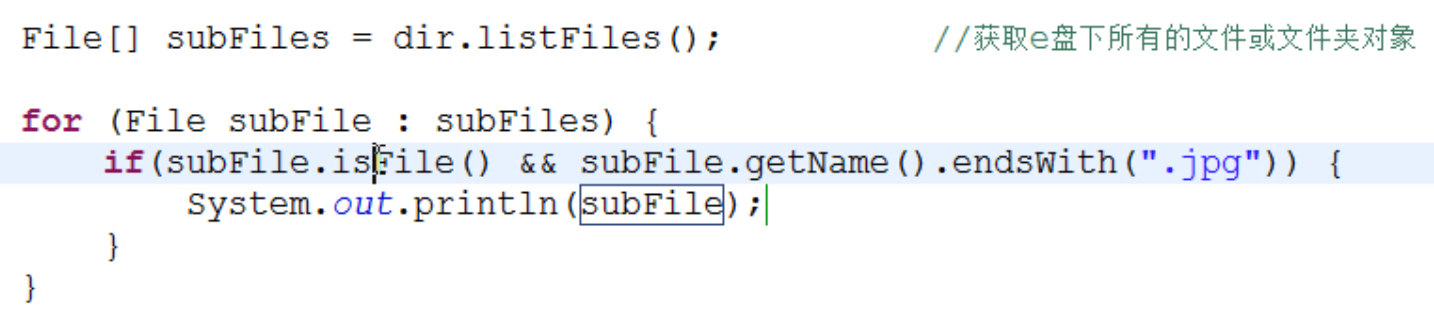 File[] subFiles = dir.listFiles(); //获取e盘下所有的文件或文件夹对象
for (File subFile : subFiles) {
if(subFile.isFile() && subFile.getName().endsWith(".jpg")) {
System.out.println(subFile);
}
}